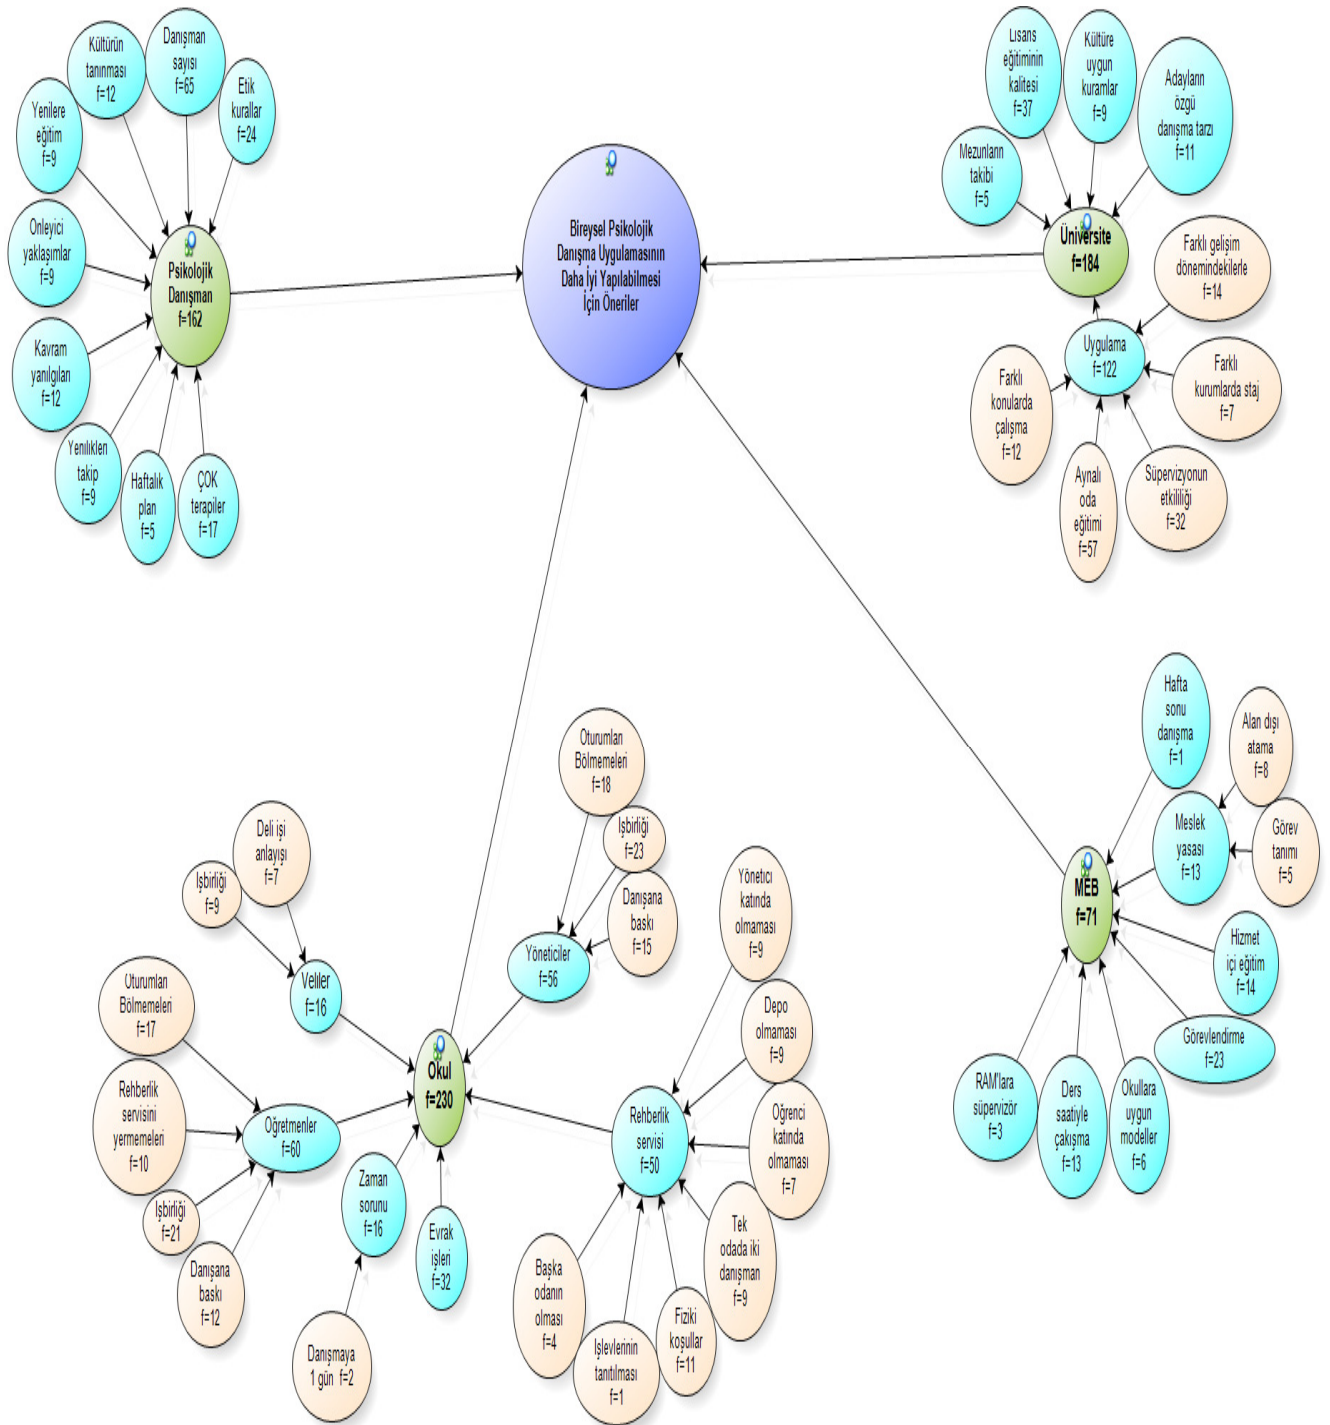 Kültürün
tanınması
f=12
Danışman
sayısı
f=65
Etik
kurallar
f=24
Yenilere
eğitim
f=9
Önleyici
yaklaşımlar
f=9
Kavram
yanılgıları
f=12
Yenilikleri
takip
f=9
Haftalık
plan
f=5
ÇOK
terapiler
f=17
Psikolojik
Danışman
f=162
Bireysel Psikolojik
Danışma Uygulamasının
Daha İyi Yapılabilmesi
İçin Öneriler
Lisans
eğitiminin
kalitesi
f=37
Kültüre
uygun
kuramlar
f=9
Adayların
özgü
danışma tarzı
f=11
Mezunların
takibi
f=5
Üniversite
f=184
Farklı gelişim
dönemindekilerle
f=14
Uygulama
f=122
Farklı
kurumlarda staj
f=7
Farklı
konularda
çalışma
f=12
Aynalı
oda
eğitimi
f=57
Süpervizyonun
etkililiği
f=32
Hafta
sonu
danışma
f=1
Alan dışı
atama
f=8
Meslek
yasası
f=13
Görev
tanımı
f=5
MEB
f=71
Hizmet
içi eğitim
f=14
Görevlendirme
f=23
RAM'lara
süpervizör
f=3
Ders
saatiyle
çakışma
f=13
Okullara
uygun
modeller
f=6
Oturumları
Bölmemeleri
f=18
İşbirliği
f=23
Danışana
baskı
f=15
Yöneticiler
f=56
Deli işi
anlayışı
f=7
İşbirliği
f=9
Veliler
f=16
Oturumları
Bölmemeleri
f=17
Rehberlik
servisini
yermemeleri
f=10
İşbirliği
f=21
Danışana
baskı
f=12
Öğretmenler
f=60
Okul
f=230
Zaman
sorunu
f=16
Danışmaya
1 gün f=2
Evrak
işleri
f=32
Yönetici
katında
olmaması
f=9
Depo
olmaması
f=9
Öğrenci
katında
olmaması
f=7
Rehberlik
servisi
f=50
Tek
odada iki
danışman
f=9
Fiziki
koşullar
f=11
İşlevlerinin
tanıtılması
f=1
Başka
odanın
olması
f=4